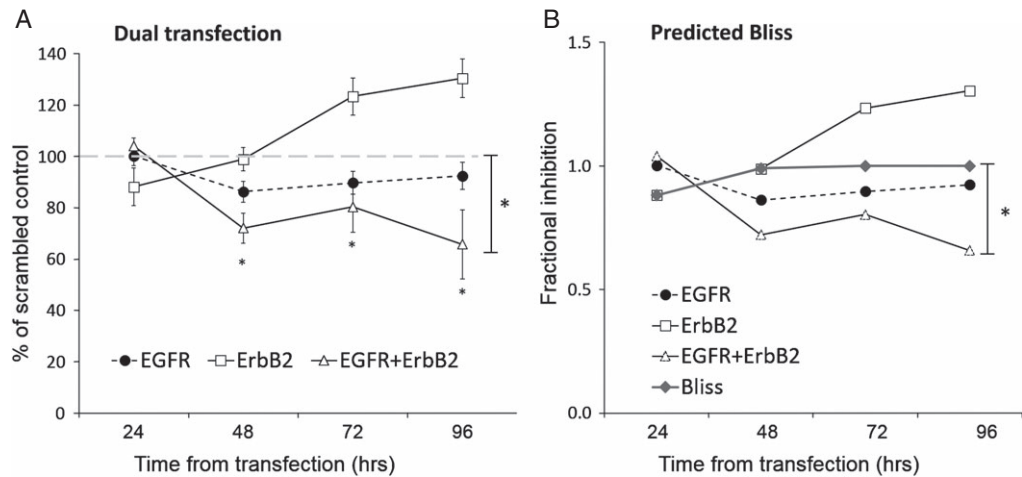 A
Dual transfection
% of scrambled control
140
120
100
80
60
40
20
0
*
*
*
*
EGFR ErbB2 EGFR+ErbB2
24 48 72 96
Time from transfection (hrs)
B
Predicted Bliss
Fractional inhibition
1.5
1.0
0.5
0.0
*
EGFR
ErbB2
EGFR+ErbB2
Bliss
24 48 72 96
Time from transfection (hrs)